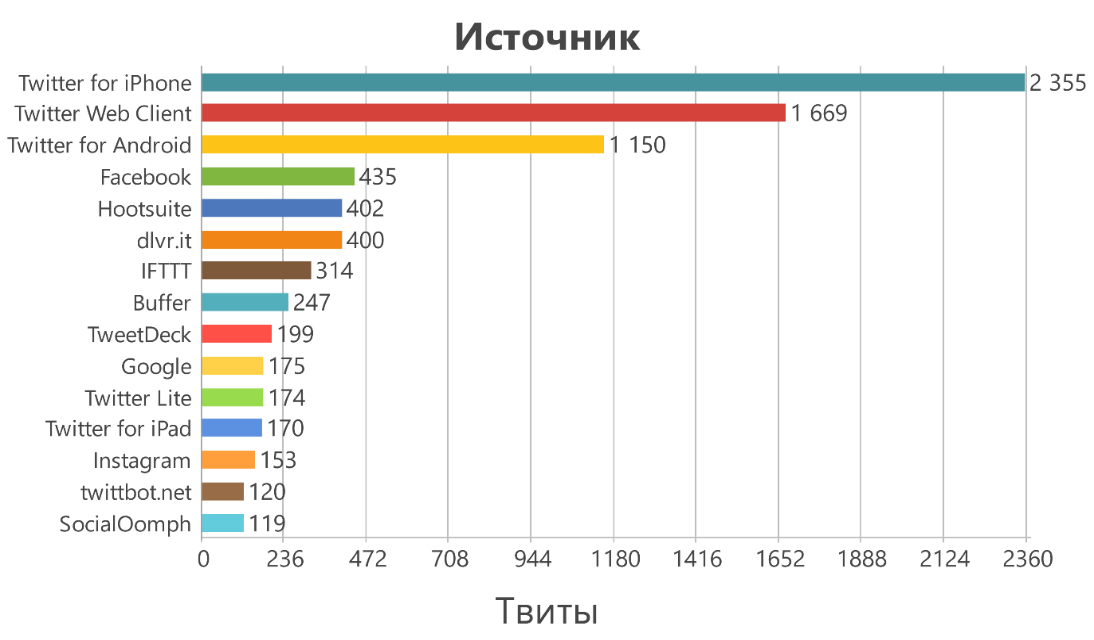 Источник
Twitter for iPhone 2 355
Twitter Web Client 1 669
Twitter for Android 1 150
Facebook 435
Hootsuite 402
dlvr.it 400
IFTTT 314
Buffer 247
TweetDeck 199
Google 175
Twitter Lite 174
Twitter for iPad 170
Instagram 153
twittbot.net 120
SocialOomph 119
0 236 472 708 944 1180 1416 1652 1888 2124 2360
Твиты